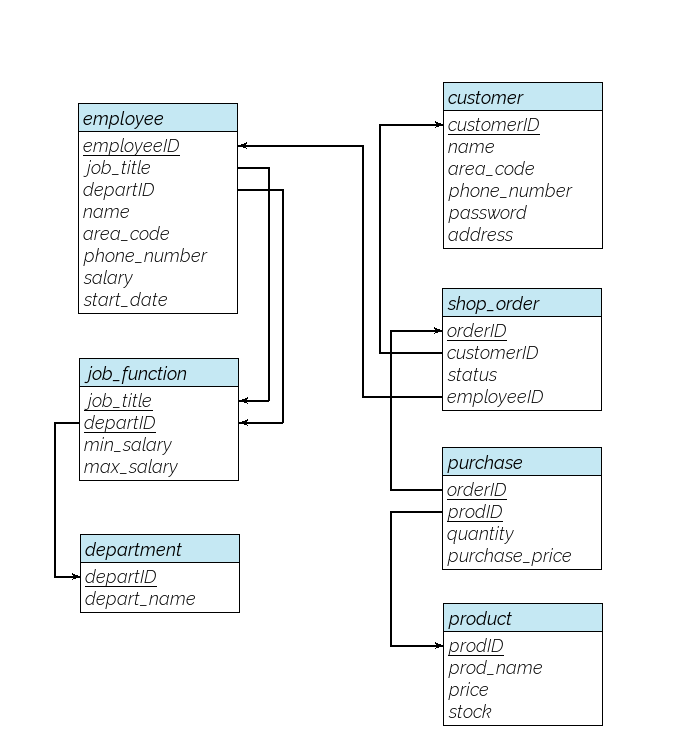 employee
employeeID
job_title
departID
name
area_code
phone_number
salary
start_date
job_function
job_title
departID
min_salary
max_salary
department
departID
depart_name
customer
customerID
name
area_code
phone_number
password
address
shop_order
orderID
customerID
status
employeeID
purchase
orderID
prodID
quantity
purchase_price
product
prodID
prod_name
price
stock